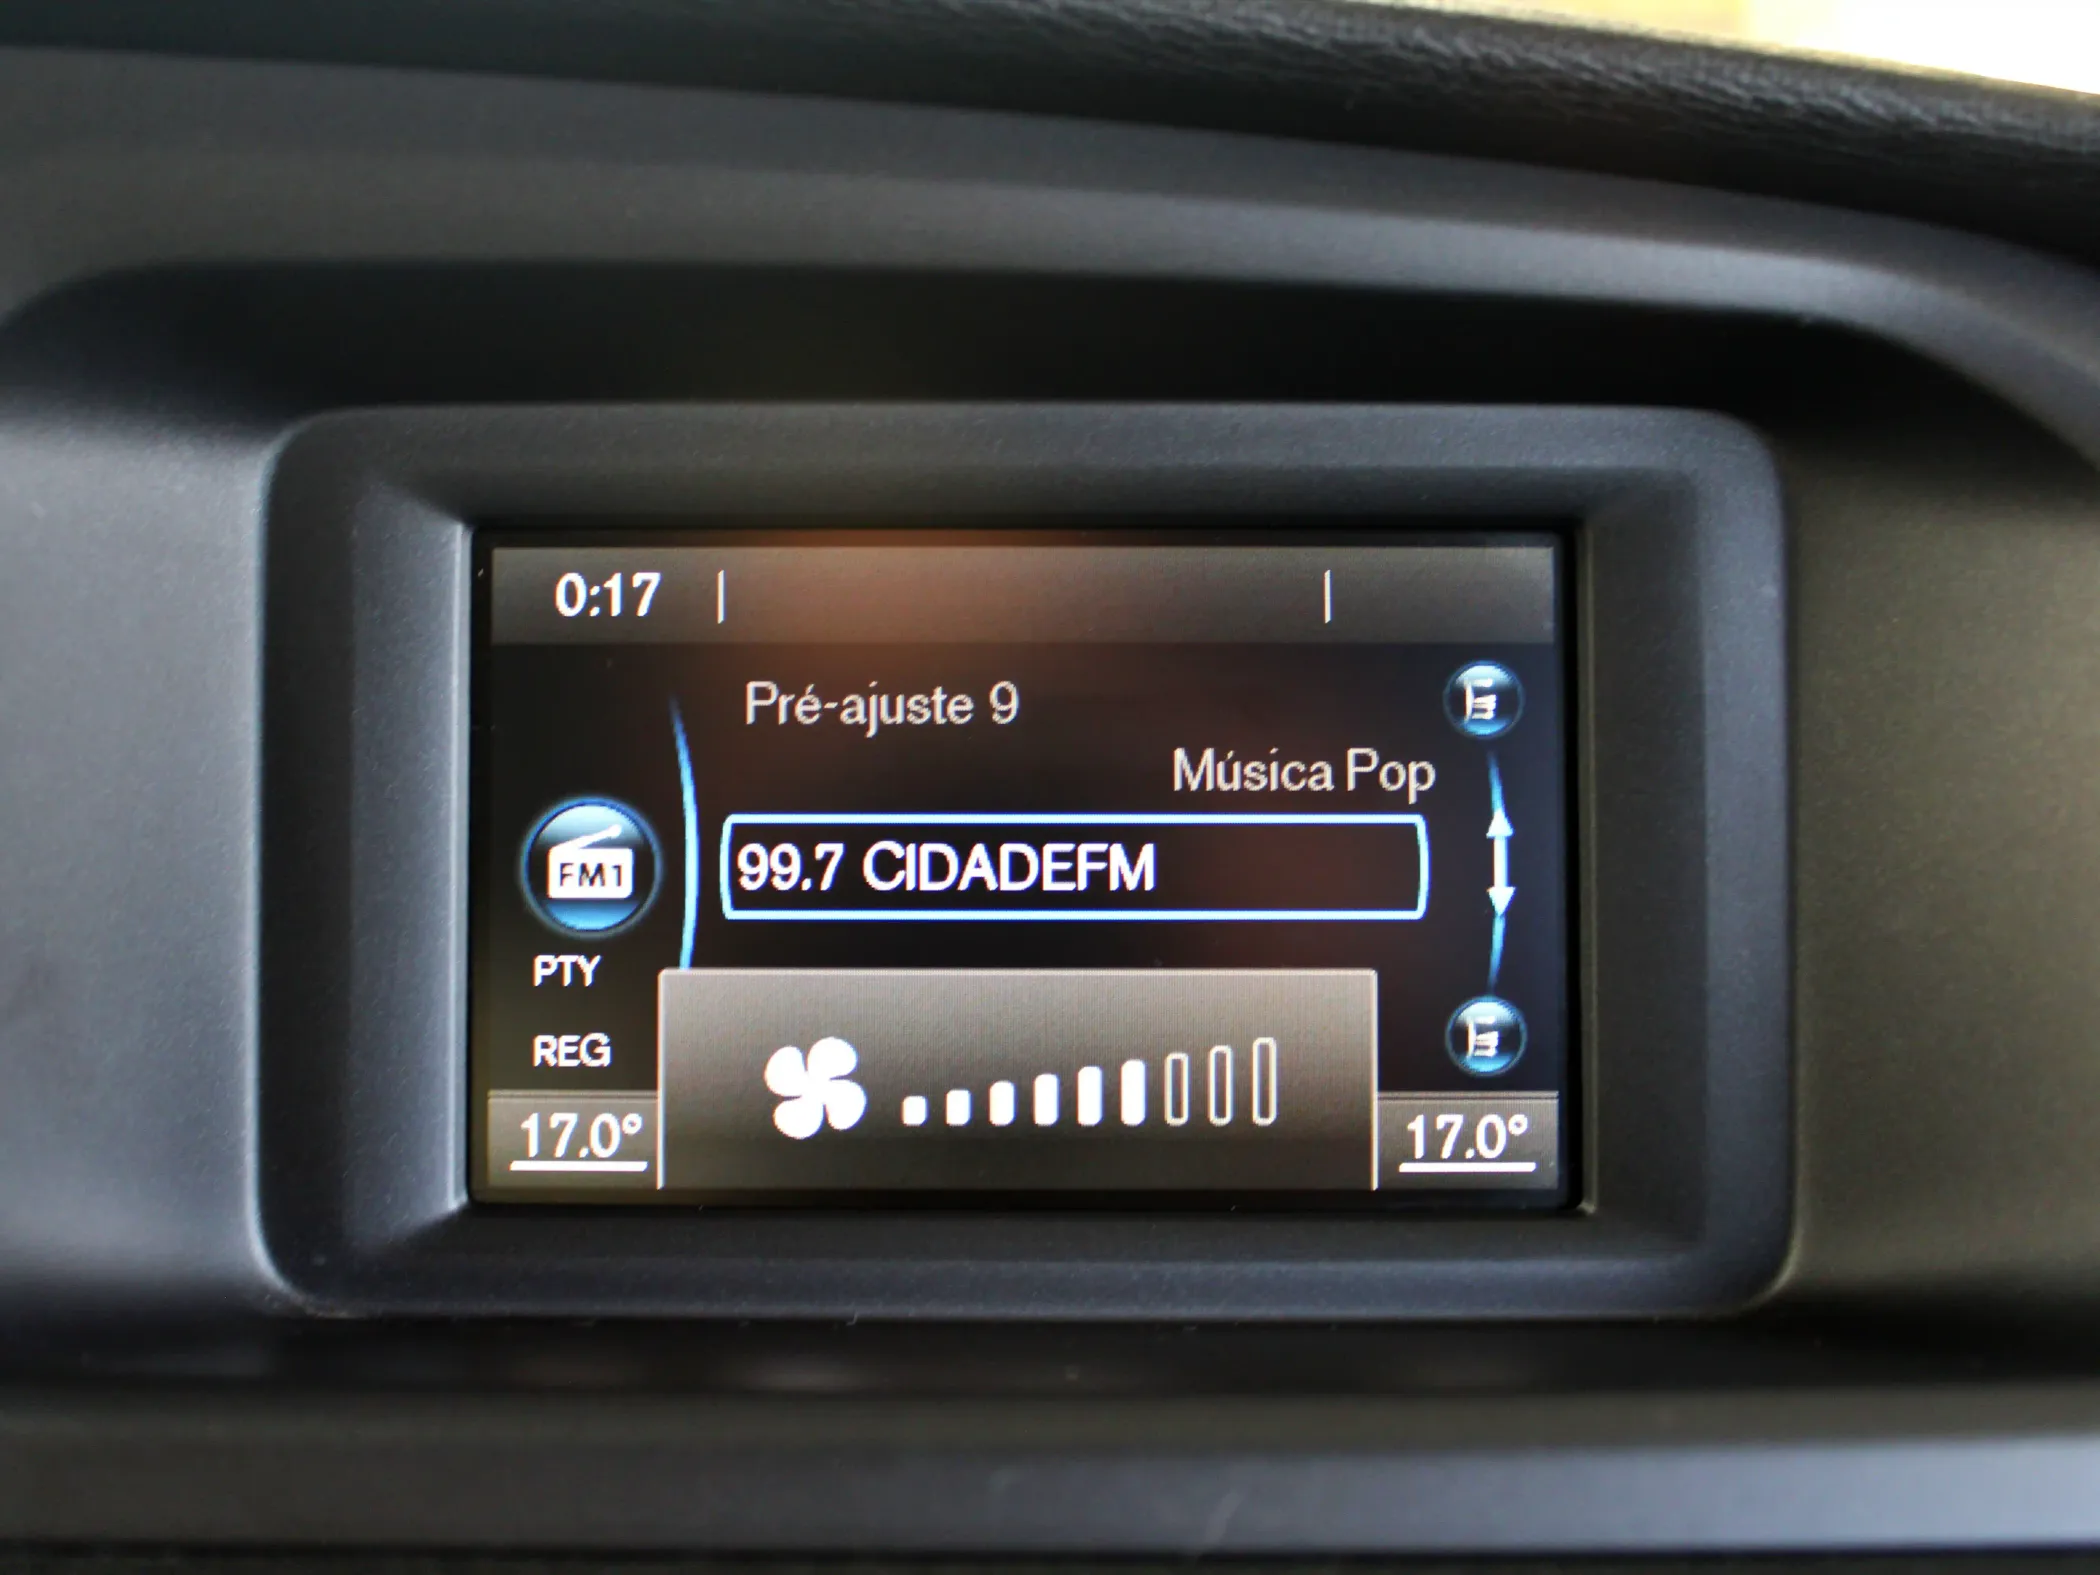 0:17
Pré-ajuste 9
Música Pop
FM1
99.7 CIDADEFM
PTY
REG
17.0°
17.0°